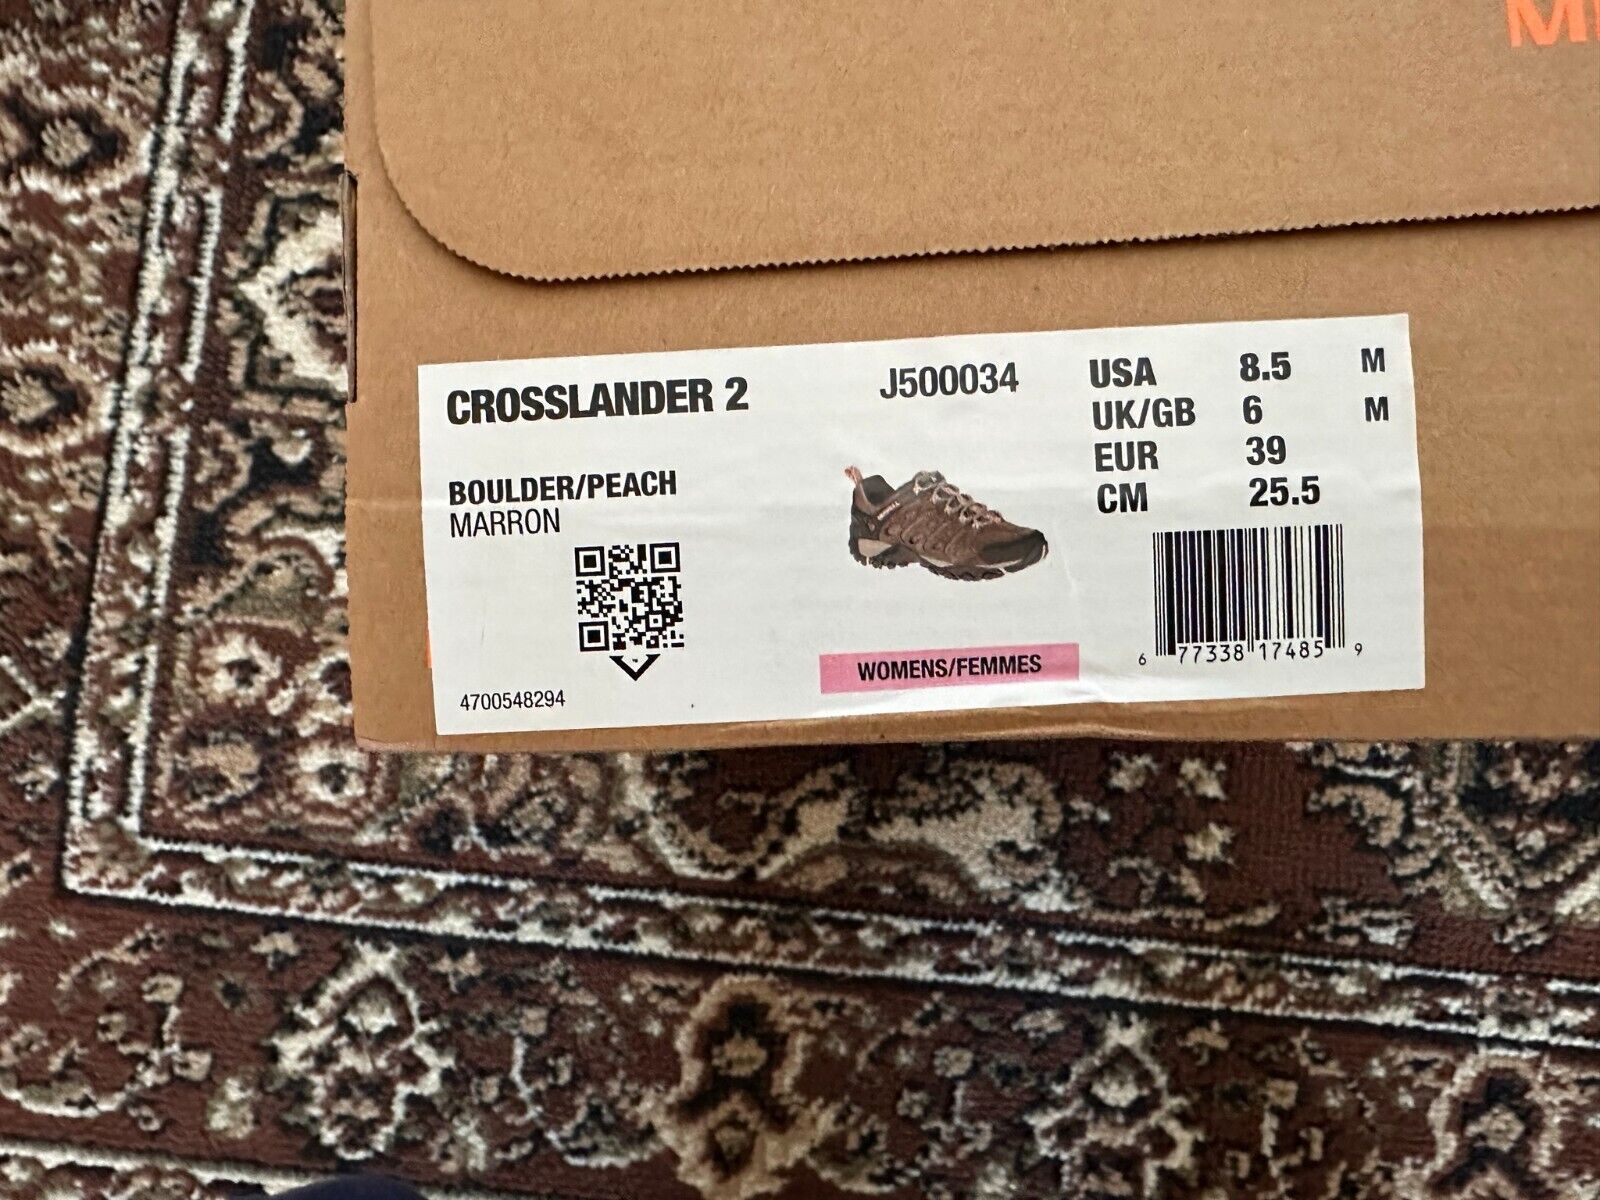 CROSSLANDER 2
J500034
USA 8.5 M
UK/GB 6 M
EUR 39
CM 25.5
BOULDER/PEACH
MARRON
WOMENS/FEMMES
6 77338 17485 9
4700548294